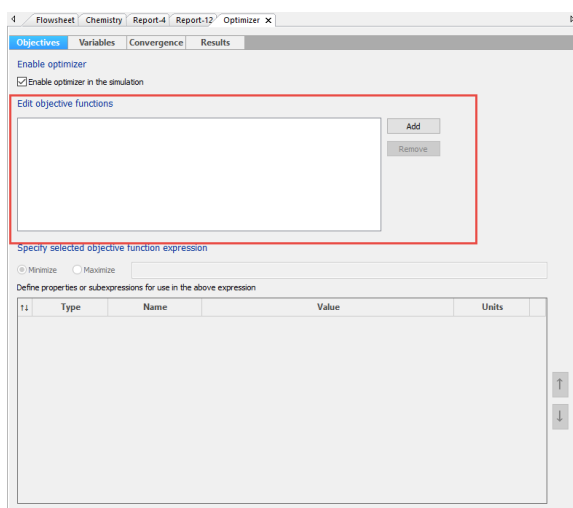 Flowsheet Chemistry Report-4 Report-12 Optimizer ×
Objectives Variables Convergence Results
Enable optimizer
Enable optimizer in the simulation
Edit objective functions
Add
Remove
Specify selected objective function expression
Minimize Maximize
Define properties or subexpressions for use in the above expression
↑↓ Type Name Value Units
↑
↓